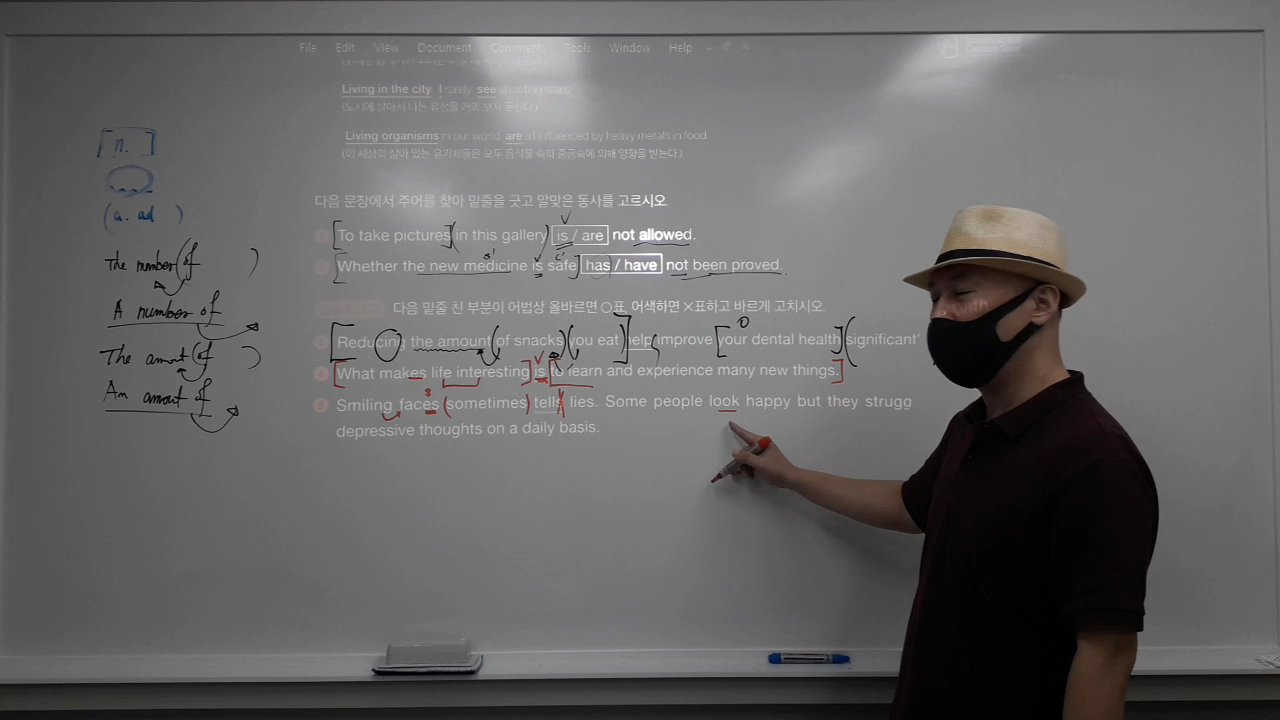 File Edit View Document Comments Tools Window Help
Living in the city I rarely see shooting stars.
(도시에 살아서 나는 유성을 거의 보지 못한다.)
Living organisms in our world are all influenced by heavy metals in food.
(이 세상의 살아 있는 유기체들은 모두 음식물 속의 중금속에 의해 영향을 받는다.)
[n.]
(a. ad )
다음 문장에서 주어를 찾아 밑줄을 긋고 알맞은 동사를 고르시오.
V
[To take pictures] (in this gallery) is / are not allowed.
s' c'
[Whether the new medicine is safe] has / have not been proved.
The number (of )
A number of
The amount (of )
An amount of
다음 밑줄 친 부분이 어법상 올바르면 O표, 어색하면 X표하고 바르게 고치시오.
Reducing the amount of snacks you eat help improve your dental health significant
V
[What makes life interesting] is to learn and experience many new things.]
s
Smiling faces (sometimes) tells lies. Some people look happy but they strugg
depressive thoughts on a daily basis.